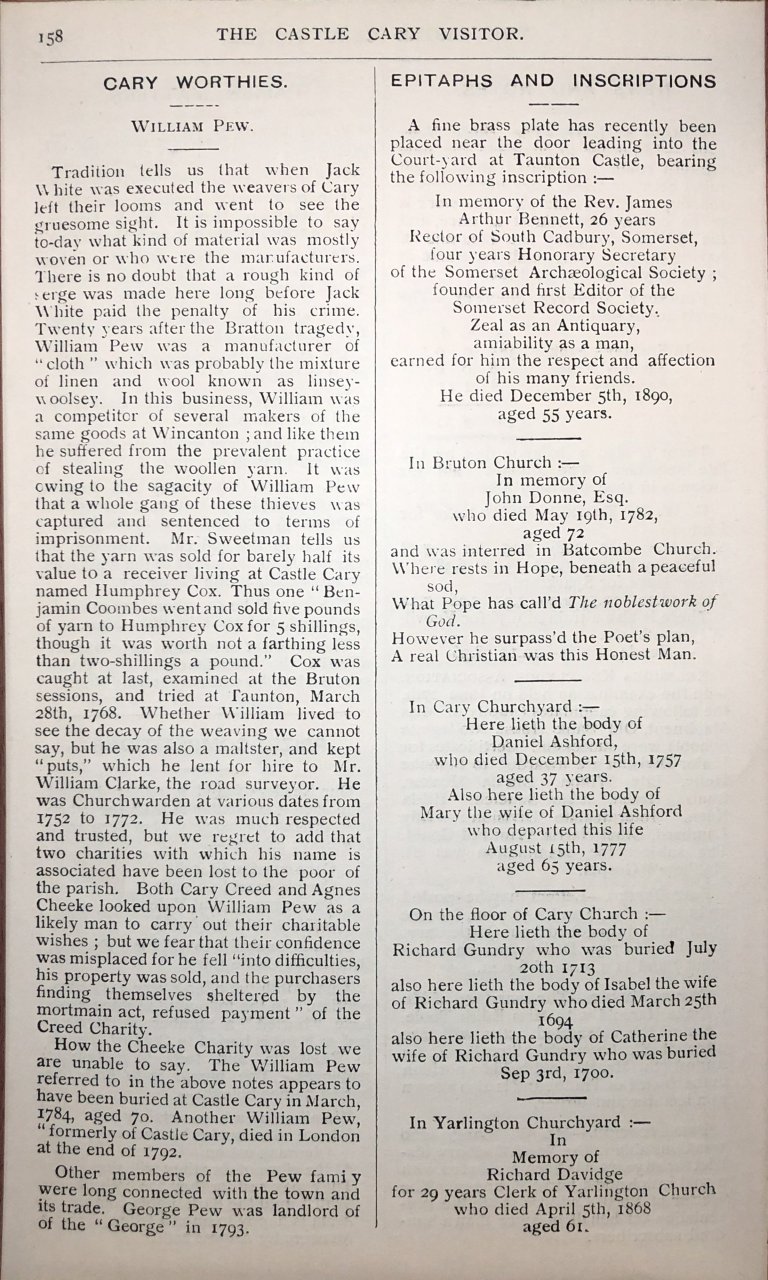 158
THE CASTLE CARY VISITOR.
CARY WORTHIES.
WILLIAM PEW.
Tradition tells us that when Jack
White was executed the weavers of Cary
left their looms and went to see the
gruesome sight. It is impossible to say
to-day what kind of material was mostly
woven or who were the manufacturers.
There is no doubt that a rough kind of
serge was made here long before Jack
White paid the penalty of his crime.
Twenty years after the Bratton tragedy,
William Pew was a manufacturer of
"cloth" which was probably the mixture
of linen and wool known as linsey-
woolsey. In this business, William was
a competitor of several makers of the
same goods at Wincanton ; and like them
he suffered from the prevalent practice
of stealing the woollen yarn. It was
owing to the sagacity of William Pew
that a whole gang of these thieves was
captured and sentenced to terms of
imprisonment. Mr. Sweetman tells us
that the yarn was sold for barely half its
value to a receiver living at Castle Cary
named Humphrey Cox. Thus one "Ben-
jamin Coombes went and sold five pounds
of yarn to Humphrey Cox for 5 shillings,
though it was worth not a farthing less
than two-shillings a pound." Cox was
caught at last, examined at the Bruton
sessions, and tried at Taunton, March
28th, 1768. Whether William lived to
see the decay of the weaving we cannot
say, but he was also a maltster, and kept
"puts," which he lent for hire to Mr.
William Clarke, the road surveyor. He
was Churchwarden at various dates from
1752 to 1772. He was much respected
and trusted, but we regret to add that
two charities with which his name is
associated have been lost to the poor of
the parish. Both Cary Creed and Agnes
Cheeke looked upon William Pew as a
likely man to carry out their charitable
wishes ; but we fear that their confidence
was misplaced for he fell "into difficulties,
his property was sold, and the purchasers
finding themselves sheltered by the
mortmain act, refused payment" of the
Creed Charity.
How the Cheeke Charity was lost we
are unable to say. The William Pew
referred to in the above notes appears to
have been buried at Castle Cary in March,
1784, aged 70. Another William Pew,
"formerly of Castle Cary, died in London
at the end of 1792.
Other members of the Pew fami y
were long connected with the town and
its trade. George Pew was landlord of
of the "George" in 1793.
EPITAPHS AND INSCRIPTIONS
A fine brass plate has recently been
placed near the door leading into the
Court-yard at Taunton Castle, bearing
the following inscription :—
In memory of the Rev. James
Arthur Bennett, 26 years
Rector of South Cadbury, Somerset,
four years Honorary Secretary
of the Somerset Archæological Society ;
founder and first Editor of the
Somerset Record Society.
Zeal as an Antiquary,
amiability as a man,
earned for him the respect and affection
of his many friends.
He died December 5th, 1890,
aged 55 years.
In Bruton Church :—
In memory of
John Donne, Esq.
who died May 19th, 1782,
aged 72
and was interred in Batcombe Church.
Where rests in Hope, beneath a peaceful
sod,
What Pope has call'd The noblest work of
God.
However he surpass'd the Poet's plan,
A real Christian was this Honest Man.
In Cary Churchyard :—
Here lieth the body of
Daniel Ashford,
who died December 15th, 1757
aged 37 years.
Also here lieth the body of
Mary the wife of Daniel Ashford
who departed this life
August 15th, 1777
aged 65 years.
On the floor of Cary Church :—
Here lieth the body of
Richard Gundry who was buried July
20th 1713
also here lieth the body of Isabel the wife
of Richard Gundry who died March 25th
1694
also here lieth the body of Catherine the
wife of Richard Gundry who was buried
Sep 3rd, 1700.
In Yarlington Churchyard :—
In
Memory of
Richard Davidge
for 29 years Clerk of Yarlington Church
who died April 5th, 1868
aged 61.